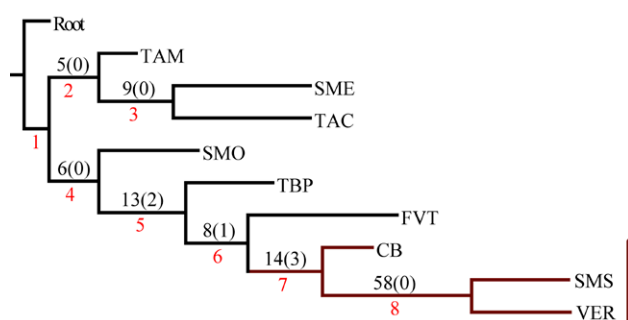 Root
TAM
5(0)
2
9(0)
3
SME
TAC
1
SMO
6(0)
4
TBP
13(2)
5
FVT
8(1)
6
CB
14(3)
7
58(0)
8
SMS
VER